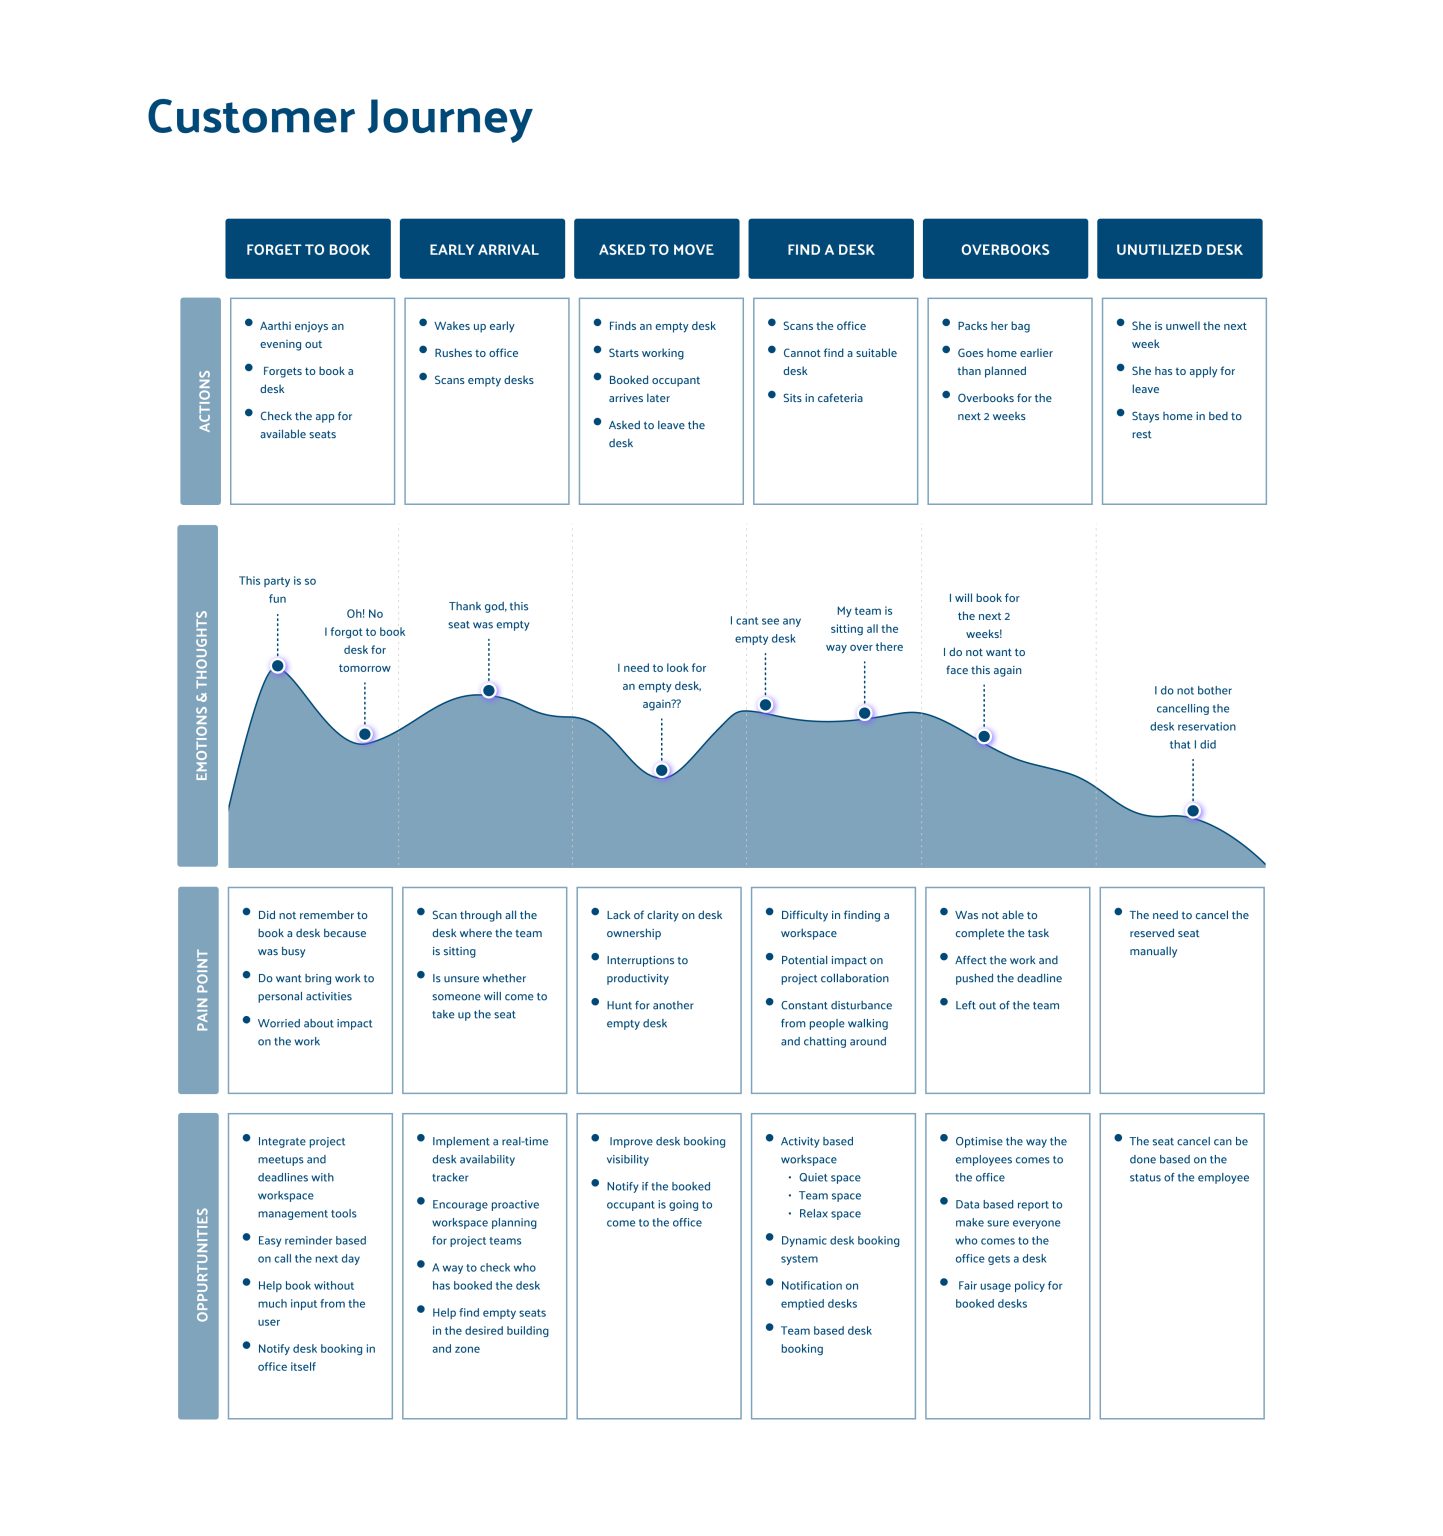 Customer Journey
FORGET TO BOOK
EARLY ARRIVAL
ASKED TO MOVE
FIND A DESK
OVERBOOKS
UNUTILIZED DESK
ACTIONS
Aarthi enjoys an
evening out
Forgets to book a
desk
Check the app for
available seats
Wakes up early
Rushes to office
Scans empty desks
Finds an empty desk
Starts working
Booked occupant
arrives later
Asked to leave the
desk
Scans the office
Cannot find a suitable
desk
Sits in cafeteria
Packs her bag
Goes home earlier
than planned
Overbooks for the
next 2 weeks
She is unwell the next
week
She has to apply for
leave
Stays home in bed to
rest
EMOTIONS & THOUGHTS
This party is so
fun
Oh! No
I forgot to book
desk for
tomorrow
Thank god, this
seat was empty
I need to look for
an empty desk,
again??
I cant see any
empty desk
My team is
sitting all the
way over there
I will book for
the next 2
weeks!
I do not want to
face this again
I do not bother
cancelling the
desk reservation
that I did
PAIN POINT
Did not remember to
book a desk because
was busy
Do want bring work to
personal activities
Worried about impact
on the work
Scan through all the
desk where the team
is sitting
Is unsure whether
someone will come to
take up the seat
Lack of clarity on desk
ownership
Interruptions to
productivity
Hunt for another
empty desk
Difficulty in finding a
workspace
Potential impact on
project collaboration
Constant disturbance
from people walking
and chatting around
Was not able to
complete the task
Affect the work and
pushed the deadline
Left out of the team
The need to cancel the
reserved seat
manually
OPPURTUNITIES
Integrate project
meetups and
deadlines with
workspace
management tools
Easy reminder based
on call the next day
Help book without
much input from the
user
Notify desk booking in
office itself
Implement a real-time
desk availability
tracker
Encourage proactive
workspace planning
for project teams
A way to check who
has booked the desk
Help find empty seats
in the desired building
and zone
Improve desk booking
visibility
Notify if the booked
occupant is going to
come to the office
Activity based
workspace
Quiet space
Team space
Relax space
Dynamic desk booking
system
Notification on
emptied desks
Team based desk
booking
Optimise the way the
employees comes to
the office
Data based report to
make sure everyone
who comes to the
office gets a desk
Fair usage policy for
booked desks
The seat cancel can be
done based on the
status of the employee